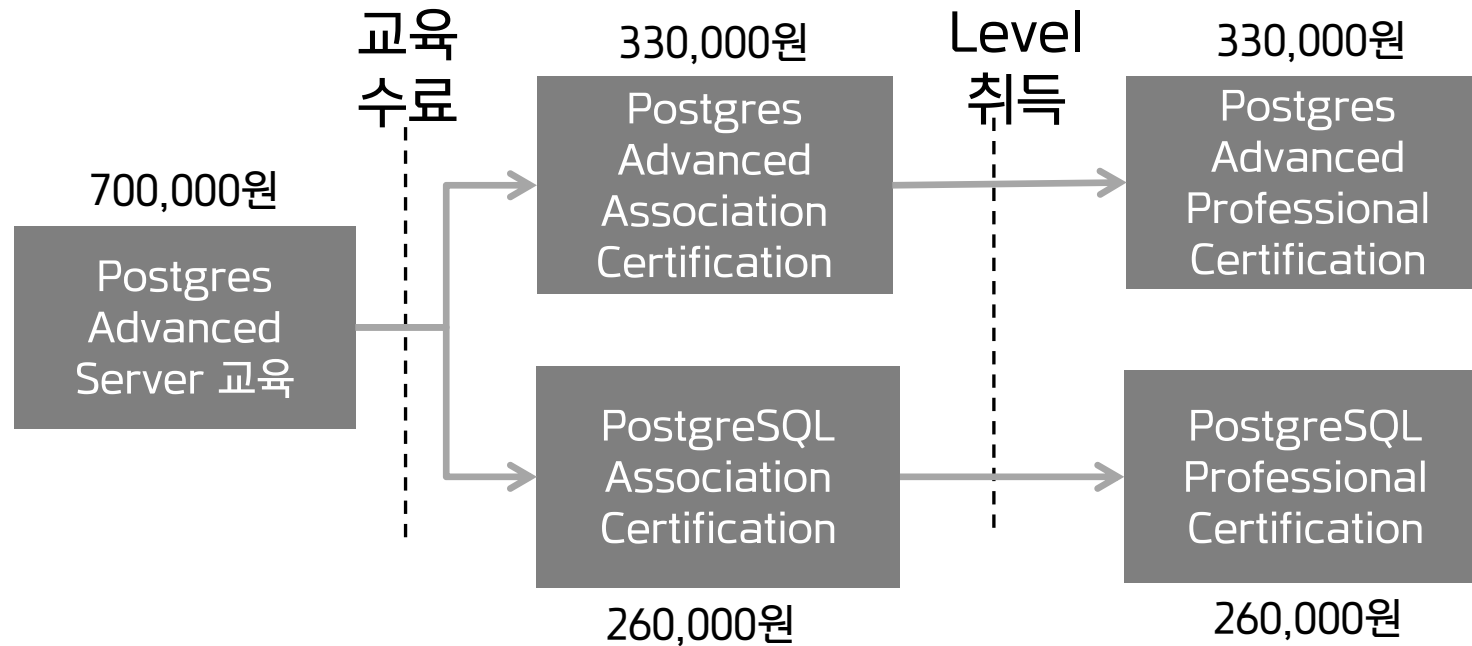 교육
수료
330,000원
Level
취득
330,000원
700,000원
Postgres
Advanced
Server 교육
Postgres
Advanced
Association
Certification
Postgres
Advanced
Professional
Certification
PostgreSQL
Association
Certification
PostgreSQL
Professional
Certification
260,000원
260,000원